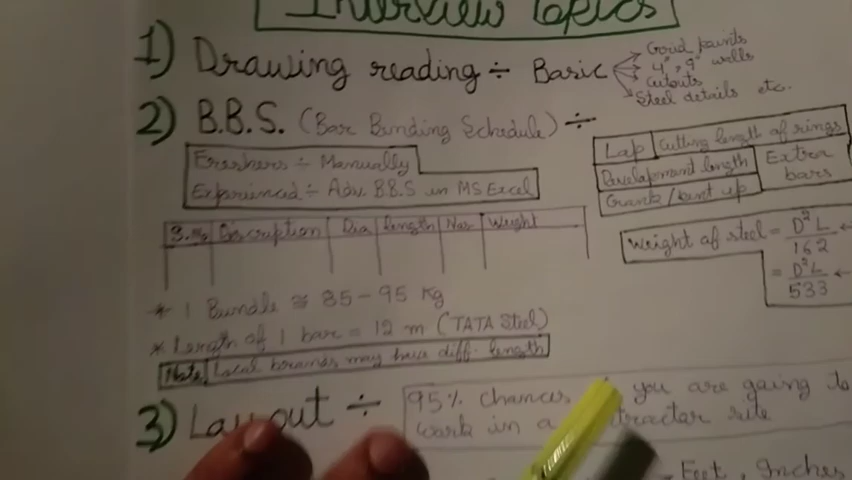 Interview Topics
1) Drawing reading ÷ Basic
Grid points
4", 9" walls
Cutouts
Steel details etc.
2) B.B.S. (Bar Bending Schedule) ÷
Freshers ÷ Manually
Experienced ÷ Adv. B.B.S in MS Excel
Lap Cutting length of rings
Development length Extra bars
Crank/bent up
S.No Description Dia Length Nos Weight
Weight of steel = D²L/162
= D²L/533
* 1 Bundle ≅ 85-95 Kg
* Length of 1 bar = 12 m (TATA Steel)
Note Local brands may have diff. length
3) Layout ÷ 95% chances you are going to
work in a site
Feet, Inches